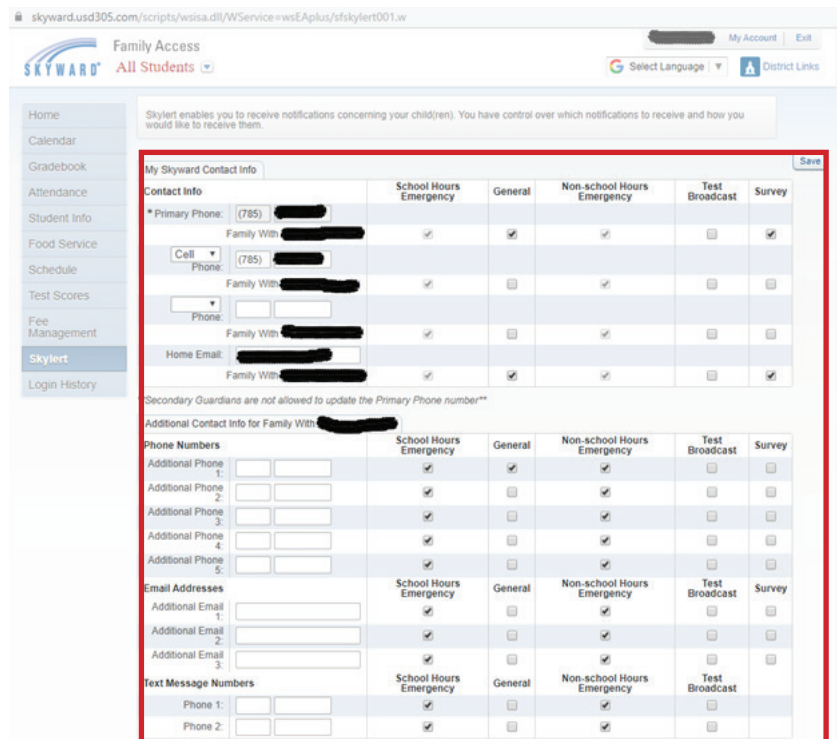 skyward.usd305.com/scripts/wsisa.dll/WService=wsEAplus/sfskylert001.w
My Account Exit
Family Access
SKYWARD®
All Students
Select Language
District Links
Home
Calendar
Gradebook
Attendance
Student Info
Food Service
Schedule
Test Scores
Fee
Management
Skylert
Login History
Skylert enables you to receive notifications concerning your child(ren). You have control over which notifications to receive and how you
would like to receive them.
Save
My Skyward Contact Info
Contact Info School Hours Emergency General Non-school Hours Emergency Test Broadcast Survey
* Primary Phone: (785)
Family With
Cell Phone: (785)
Family With
Phone:
Family With
Home Email:
Family With
*Secondary Guardians are not allowed to update the Primary Phone number**
Additional Contact Info for Family With
Phone Numbers School Hours Emergency General Non-school Hours Emergency Test Broadcast Survey
Additional Phone 1:
Additional Phone 2:
Additional Phone 3:
Additional Phone 4:
Additional Phone 5:
Email Addresses School Hours Emergency General Non-school Hours Emergency Test Broadcast Survey
Additional Email 1:
Additional Email 2:
Additional Email 3:
Text Message Numbers School Hours Emergency General Non-school Hours Emergency Test Broadcast
Phone 1:
Phone 2: